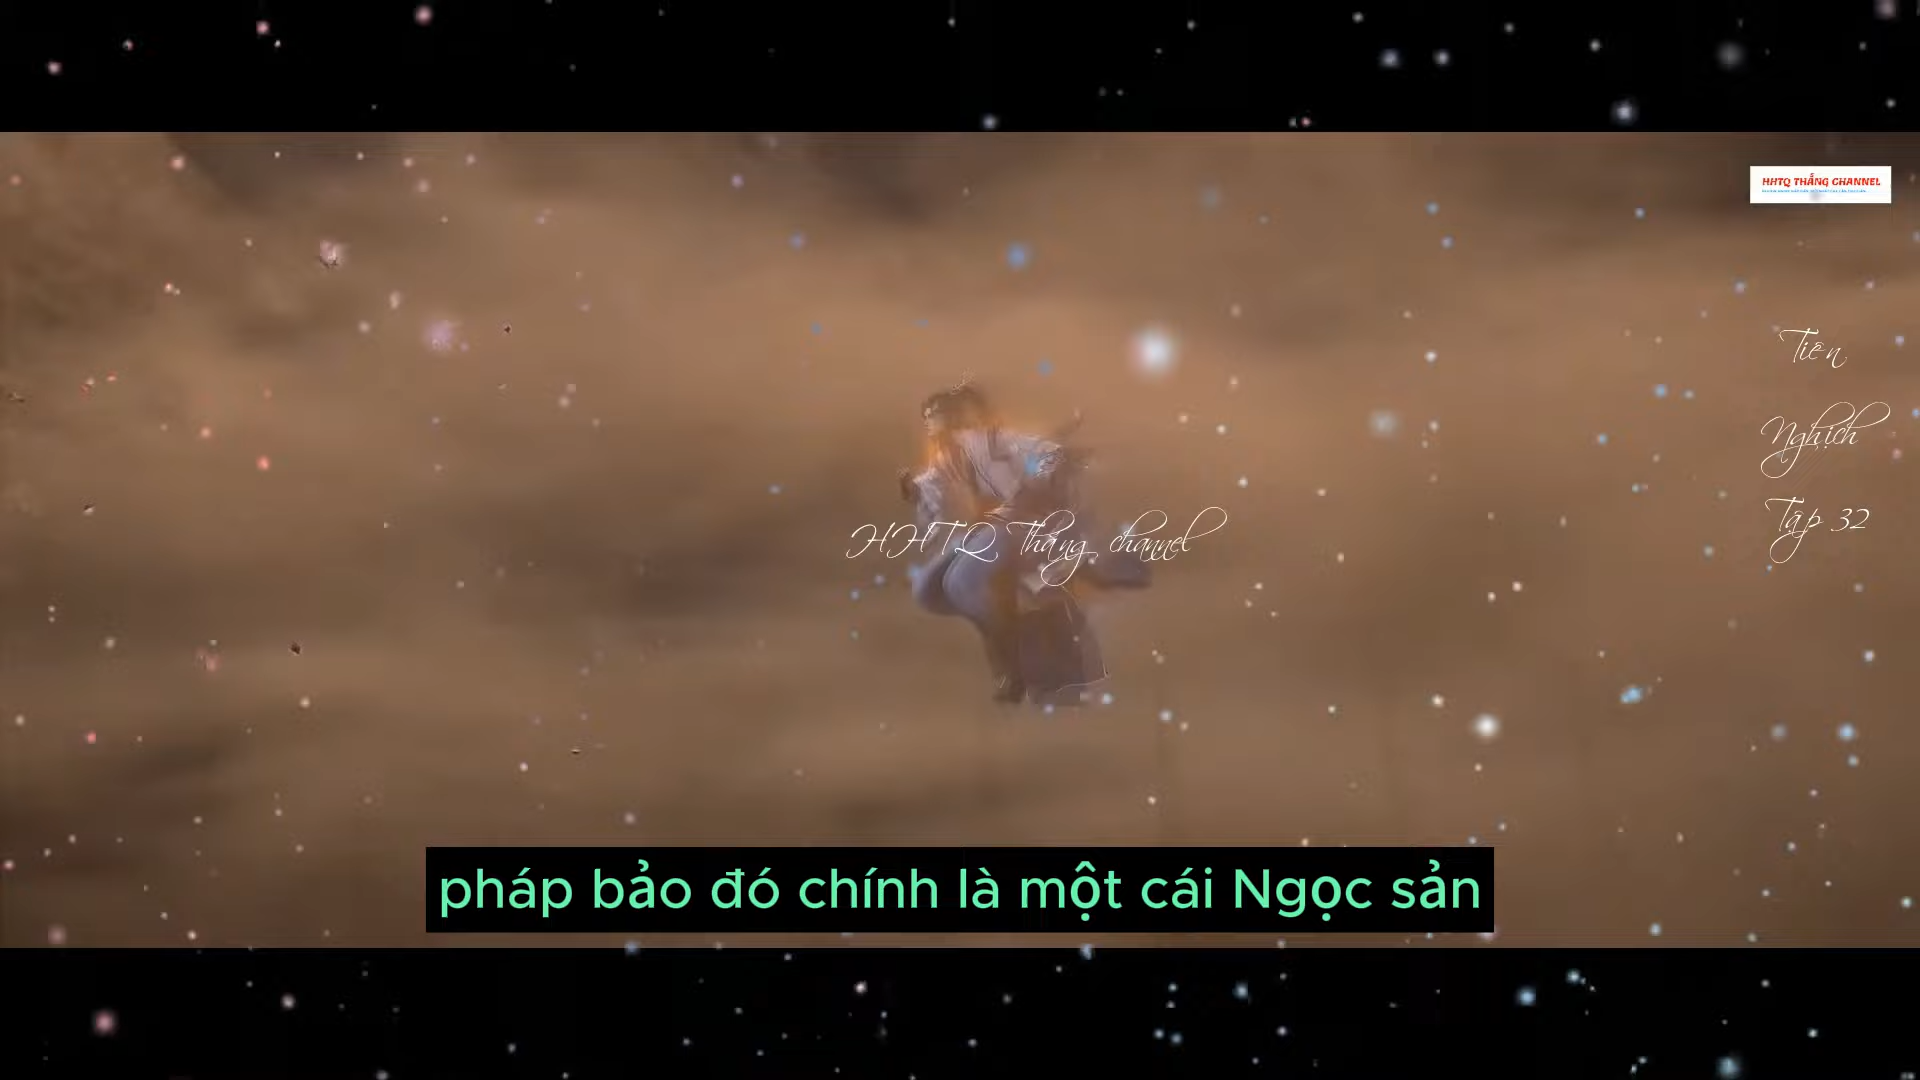 HHTQ THẮNG CHANNEL
Tiên
Nghịch
Tập 32
HHTQ Thắng channel
pháp bảo đó chính là một cái Ngọc sản